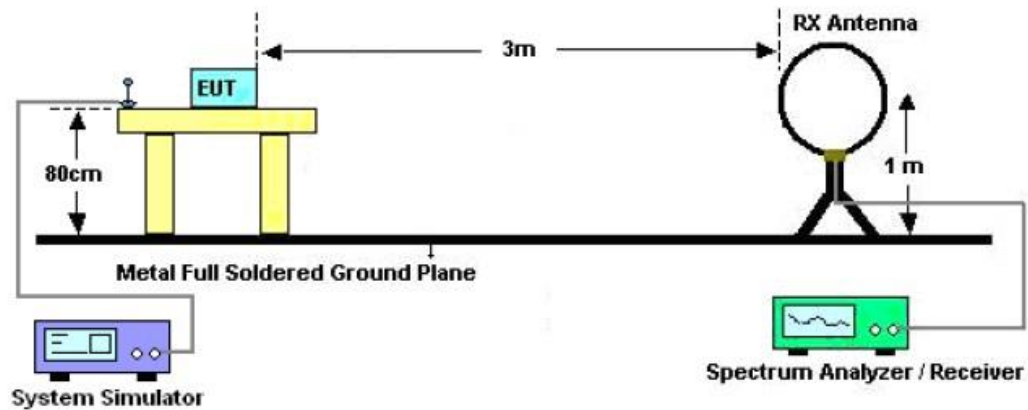 RX Antenna
3m
EUT
80cm
1 m
Metal Full Soldered Ground Plane
System Simulator
Spectrum Analyzer / Receiver